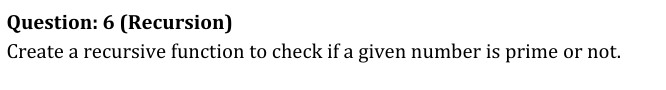 Question: 6 (Recursion)
Create a recursive function to check if a given number is prime or not.